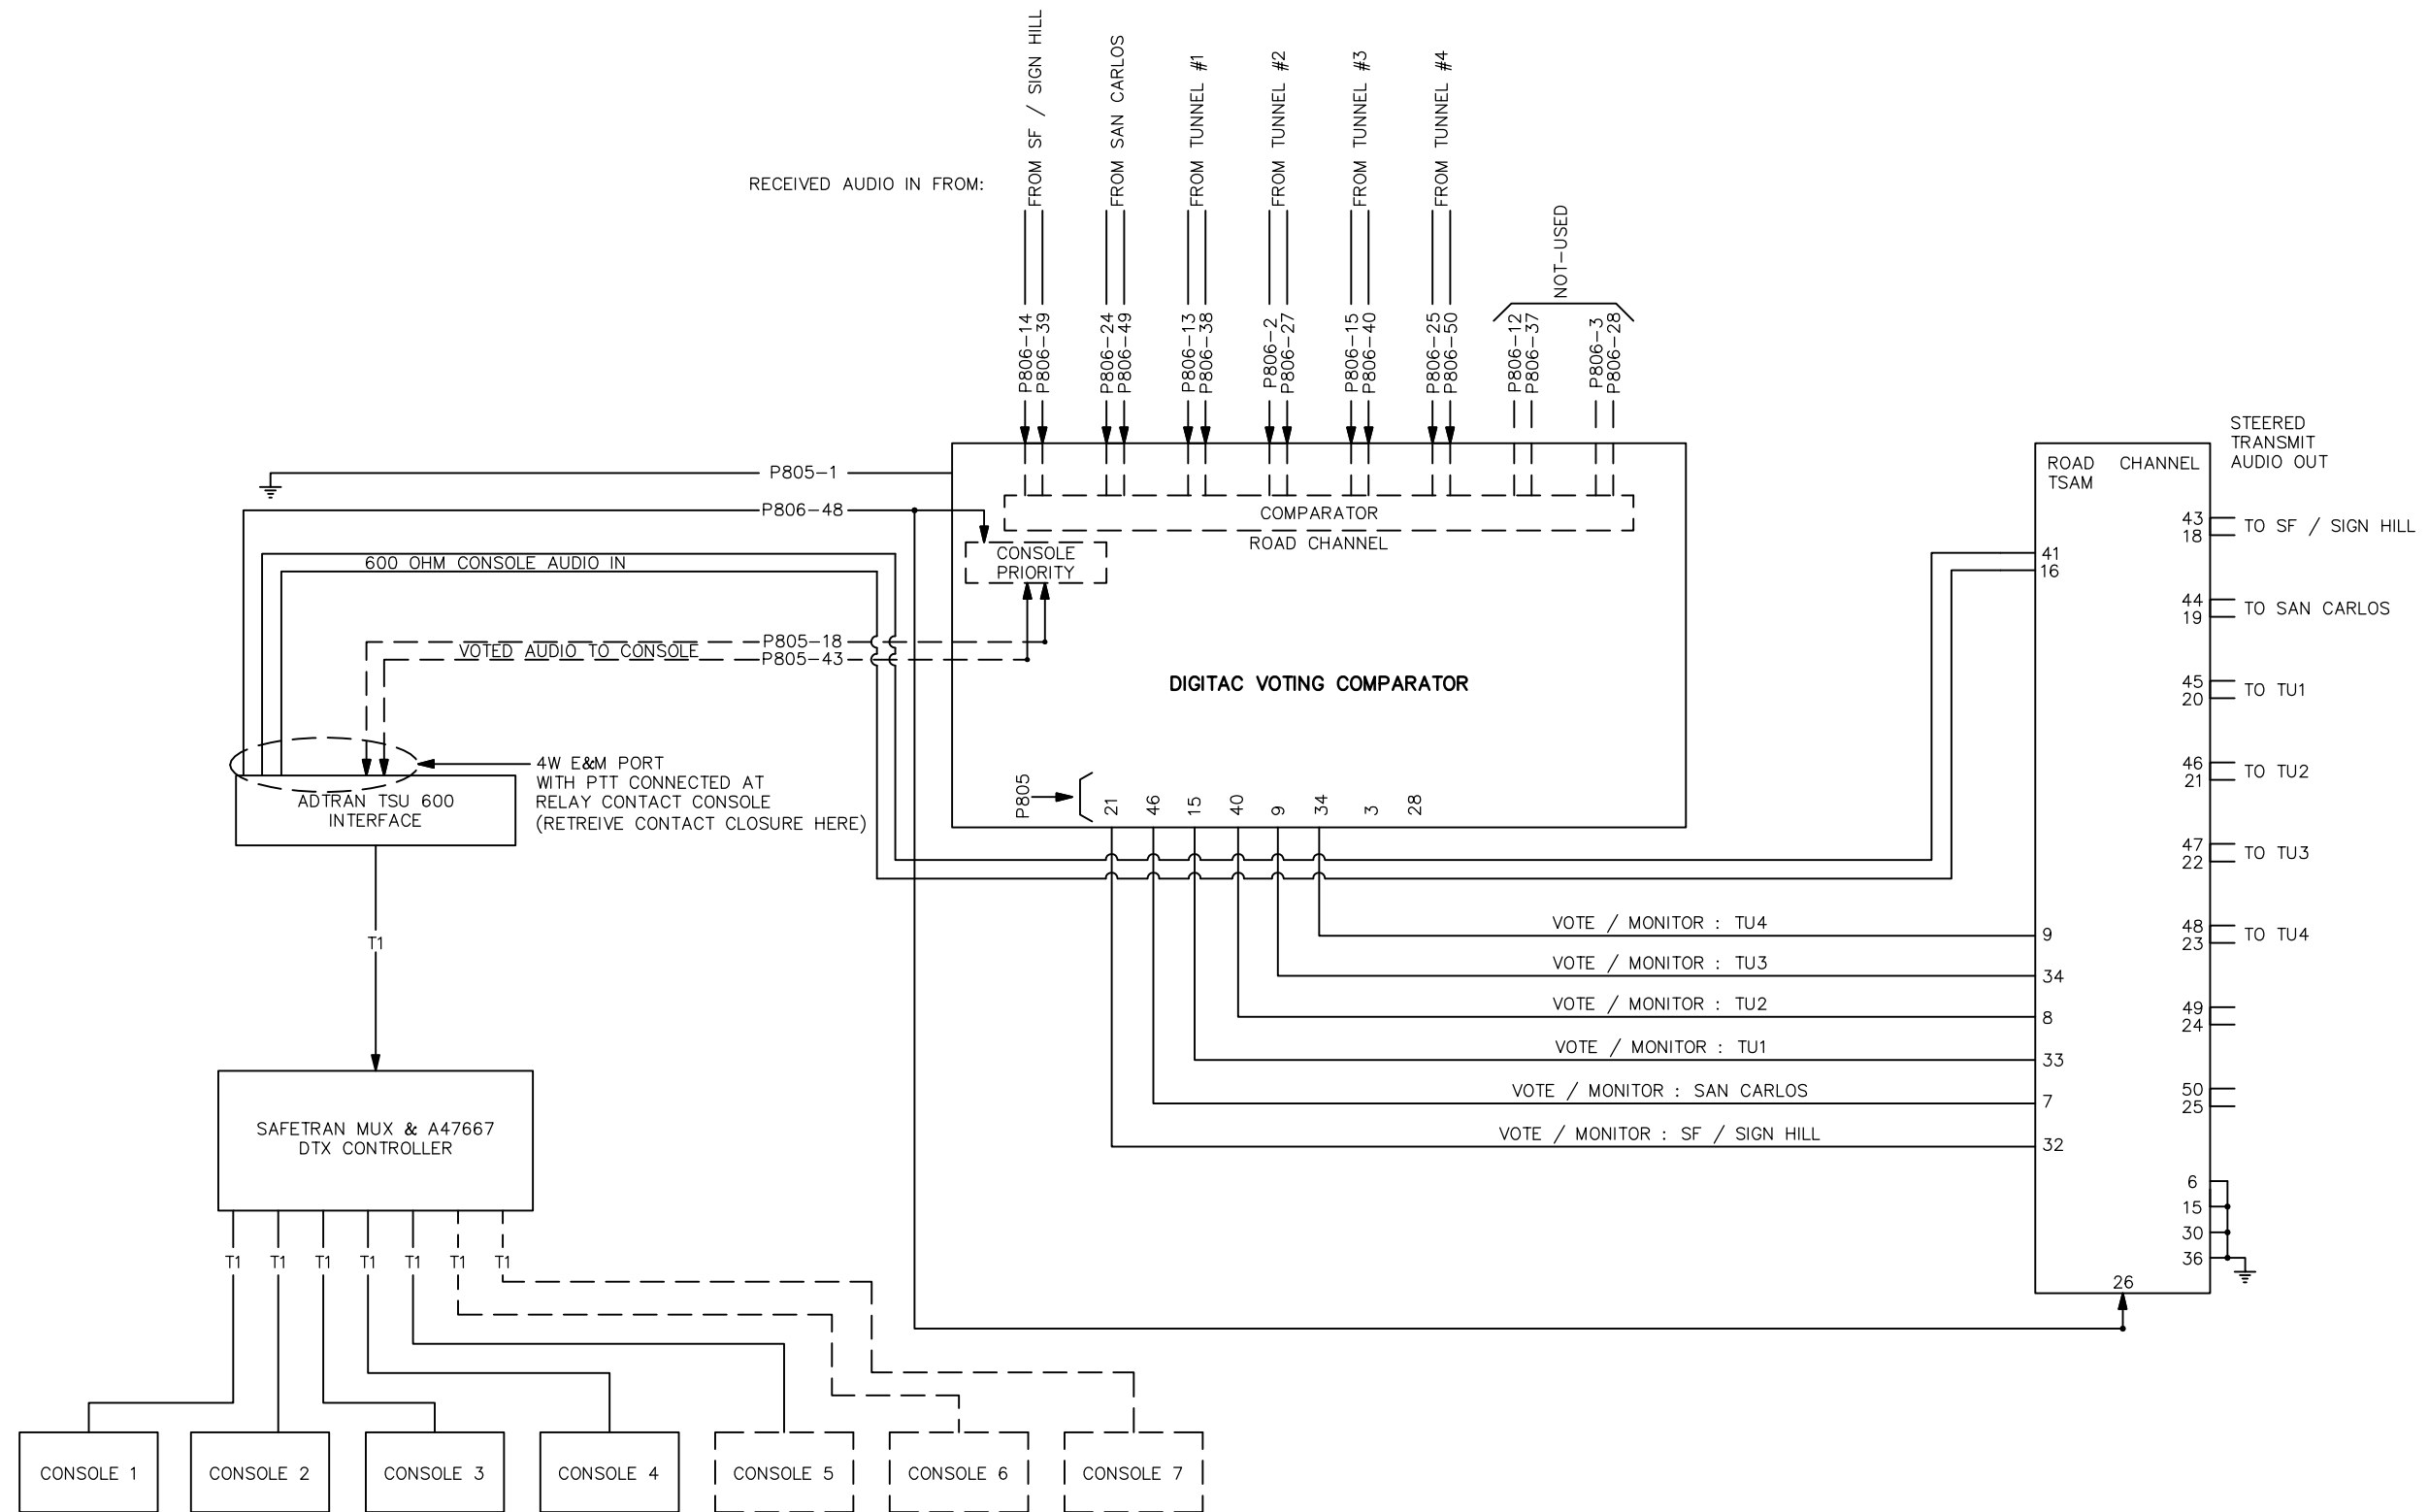 RECEIVED AUDIO IN FROM:
FROM SF / SIGN HILL
FROM SAN CARLOS
FROM TUNNEL #1
FROM TUNNEL #2
FROM TUNNEL #3
FROM TUNNEL #4
NOT-USED
P806-14
P806-39
P806-24
P806-49
P806-13
P806-38
P806-2
P806-27
P806-15
P806-40
P806-25
P806-50
P806-12
P806-37
P806-3
P806-28
P805-1
P806-48
600 OHM CONSOLE AUDIO IN
P805-18
VOTED AUDIO TO CONSOLE
P805-43
COMPARATOR
ROAD CHANNEL
CONSOLE
PRIORITY
DIGITAC VOTING COMPARATOR
P805
21
46
15
40
9
34
3
28
4W E&M PORT
WITH PTT CONNECTED AT
RELAY CONTACT CONSOLE
(RETREIVE CONTACT CLOSURE HERE)
ADTRAN TSU 600
INTERFACE
T1
SAFETRAN MUX & A47667
DTX CONTROLLER
T1
T1
T1
T1
T1
T1
T1
CONSOLE 1
CONSOLE 2
CONSOLE 3
CONSOLE 4
CONSOLE 5
CONSOLE 6
CONSOLE 7
VOTE / MONITOR : TU4
VOTE / MONITOR : TU3
VOTE / MONITOR : TU2
VOTE / MONITOR : TU1
VOTE / MONITOR : SAN CARLOS
VOTE / MONITOR : SF / SIGN HILL
ROAD CHANNEL
TSAM
41
16
9
34
8
33
7
32
26
STEERED
TRANSMIT
AUDIO OUT
43
18
TO SF / SIGN HILL
44
19
TO SAN CARLOS
45
20
TO TU1
46
21
TO TU2
47
22
TO TU3
48
23
TO TU4
49
24
50
25
6
15
30
36